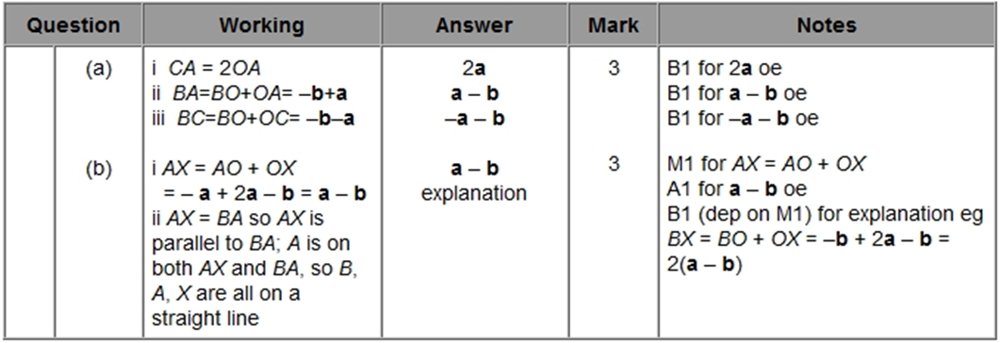 Question Working Answer Mark Notes
(a) i CA = 2OA 2a 3 B1 for 2a oe
ii BA=BO+OA= –b+a a – b B1 for a – b oe
iii BC=BO+OC= –b–a –a – b B1 for –a – b oe
(b) i AX = AO + OX a – b 3 M1 for AX = AO + OX
= – a + 2a – b = a – b explanation A1 for a – b oe
ii AX = BA so AX is B1 (dep on M1) for explanation eg
parallel to BA; A is on BX = BO + OX = –b + 2a – b =
both AX and BA, so B, 2(a – b)
A, X are all on a
straight line